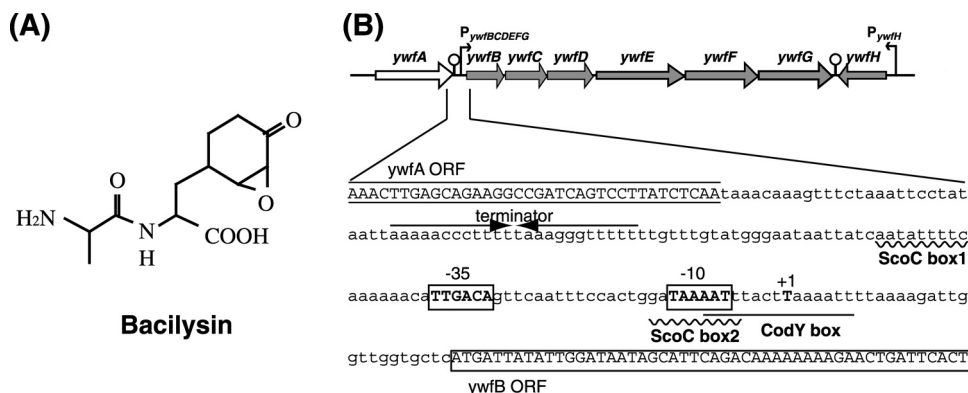 (A)
H2N
O
N
H
COOH
O
O
Bacilysin
(B)
PywfBCDEFG
PywfH
ywfA ywfB ywfC ywfD ywfE ywfF ywfG ywfH
ywfA ORF
AAACTTGAGCAGAAGGCCGATCAGTCCTTATCTCAAtaaacaaagtttctaaattcctat
terminator
aattaaaaacccttttttaaagggttttttttgtttgtatgggaataattatcaatattttc
ScoC box1
-35 -10 +1
aaaaaacaTTGACAgttcaatttccactggaTAAAATttactTaaaattttaaaagattg
ScoC box2 CodY box
gttggtgctcATGATTATATTGGATAATAGCATTCAGACAAAAAAAAGAACTGATTCACT
ywfB ORF